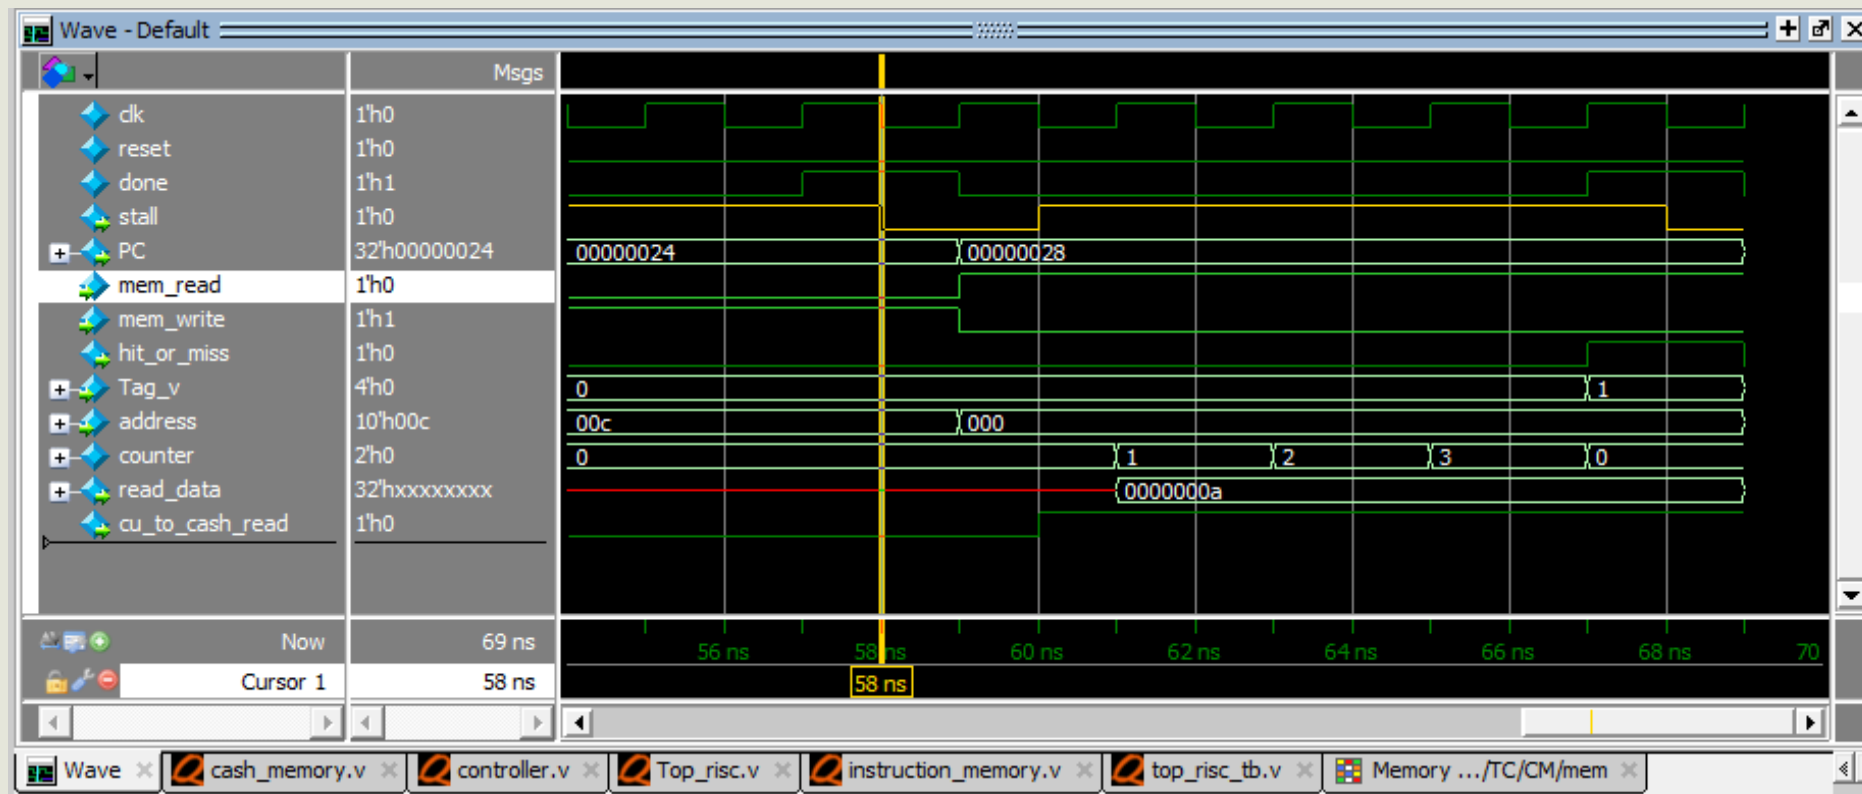 Wave - Default
Msgs
clk 1'h0
reset 1'h0
done 1'h1
stall 1'h0
PC 32'h00000024 00000024 00000028
mem_read 1'h0
mem_write 1'h1
hit_or_miss 1'h0
Tag_v 4'h0 0 1
address 10'h00c 00c 000
counter 2'h0 0 1 2 3 0
read_data 32'hxxxxxxxx 0000000a
cu_to_cash_read 1'h0
Now 69 ns 56 ns 58 ns 60 ns 62 ns 64 ns 66 ns 68 ns 70
Cursor 1 58 ns 58 ns
Wave cash_memory.v controller.v Top_risc.v instruction_memory.v top_risc_tb.v Memory .../TC/CM/mem